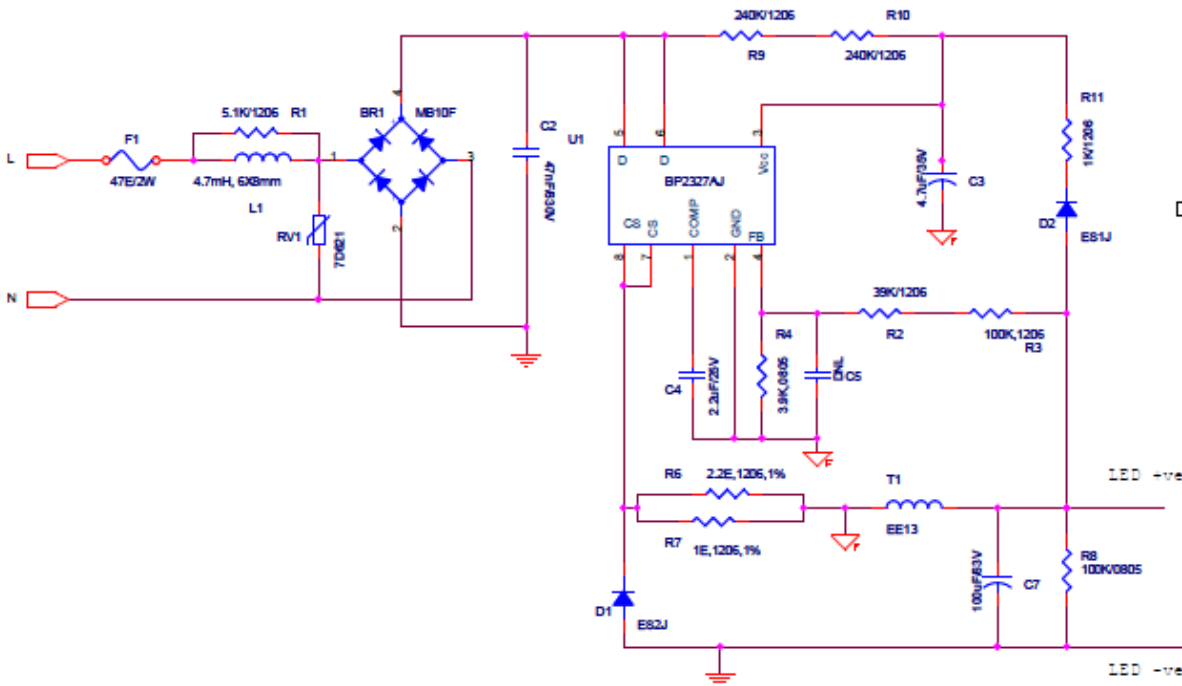 240K/1206 R10
R9 240K/1206
5.1K/1206 R1
F1
L
47E/2W
4.7mH, 6X8mm
L1
RV1
7D621
N
BR1 MB10F
4
1
3
2
C2
47nF/630V
U1
5
6
3
D
D
Vcc
BP2327AJ
CS
CS
COMP
GND
FB
8
7
1
2
4
4.7uF/35V
C3
R11
1K/1206
D2
ES1J
D
39K/1206
R2
100K,1206
R3
R4
3.9K,0805
DNL
C5
C4
2.2uF/25V
R6 2.2E,1206,1%
R7 1E,1206,1%
T1
EE13
LED +ve
100uF/63V
C7
R8
100K/0805
D1
ES2J
LED -ve